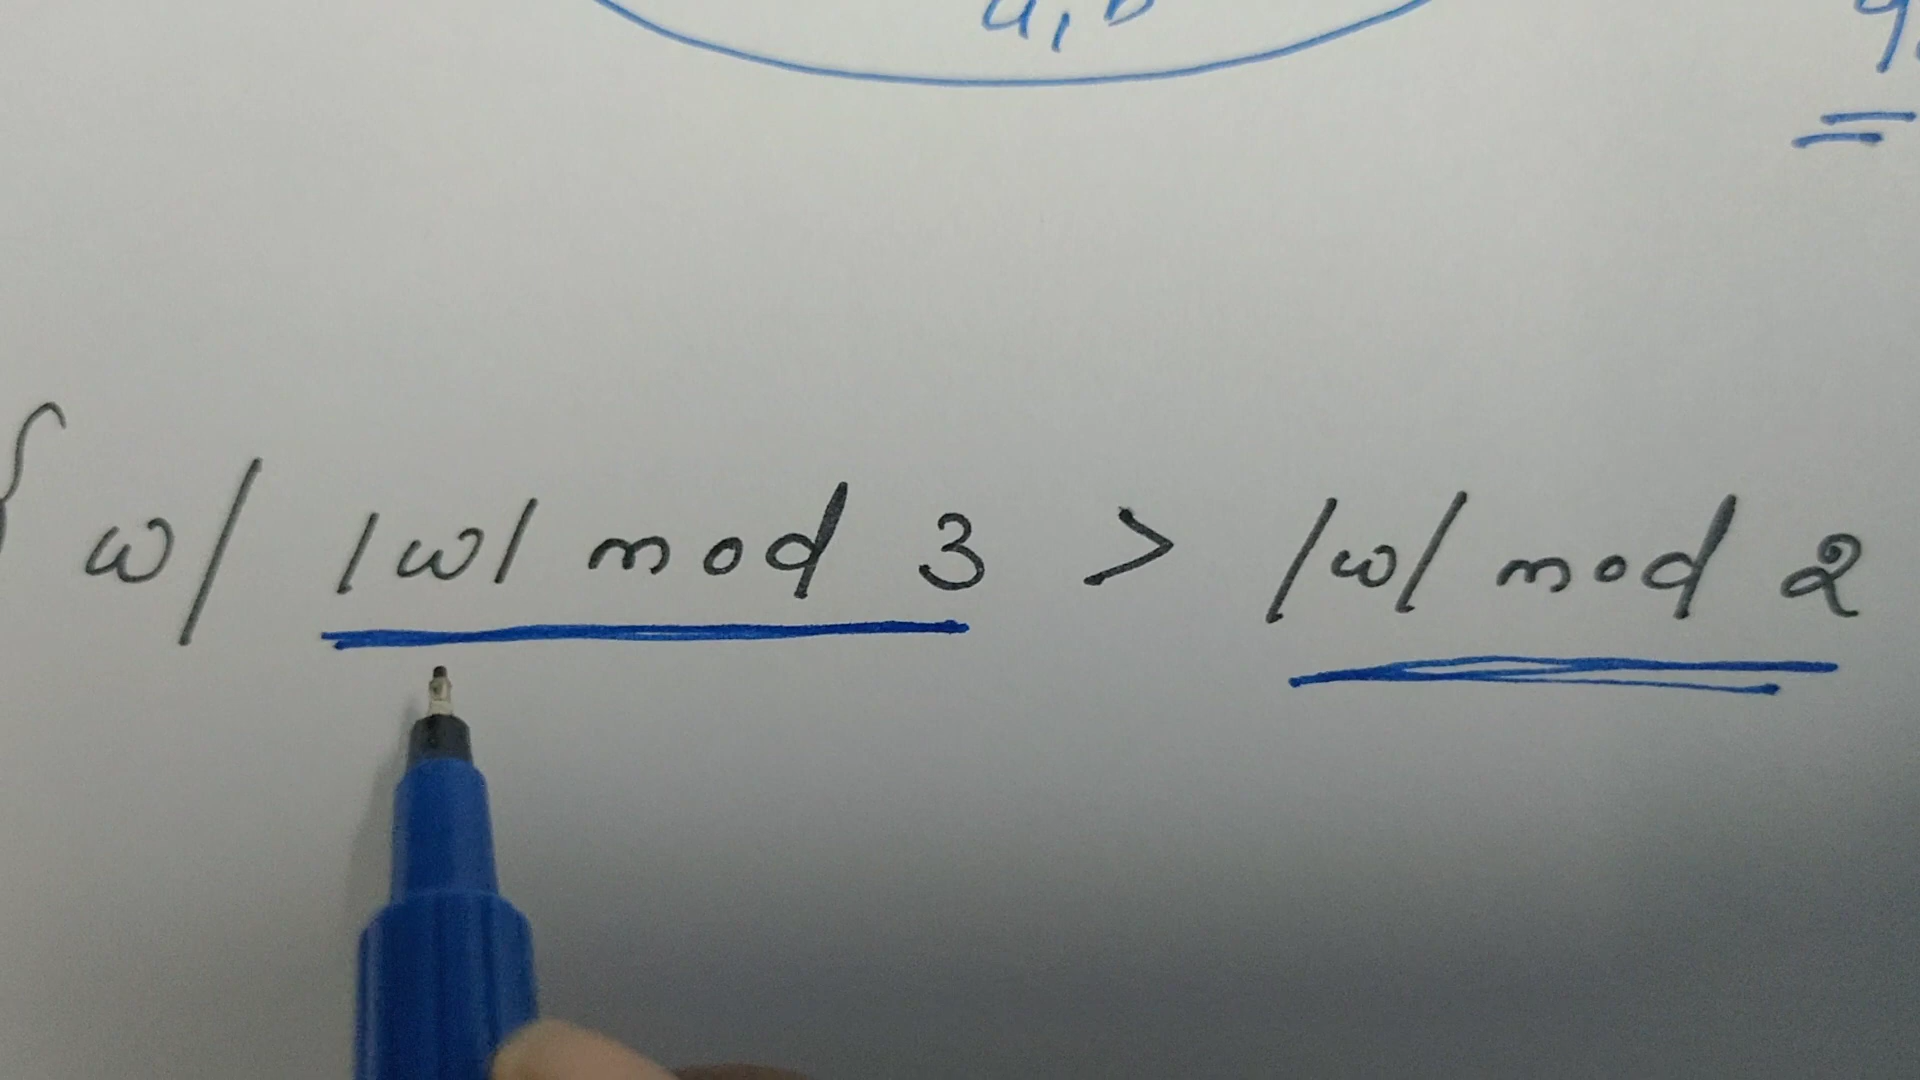 a, b
{ w / |w| mod 3 > |w| mod 2